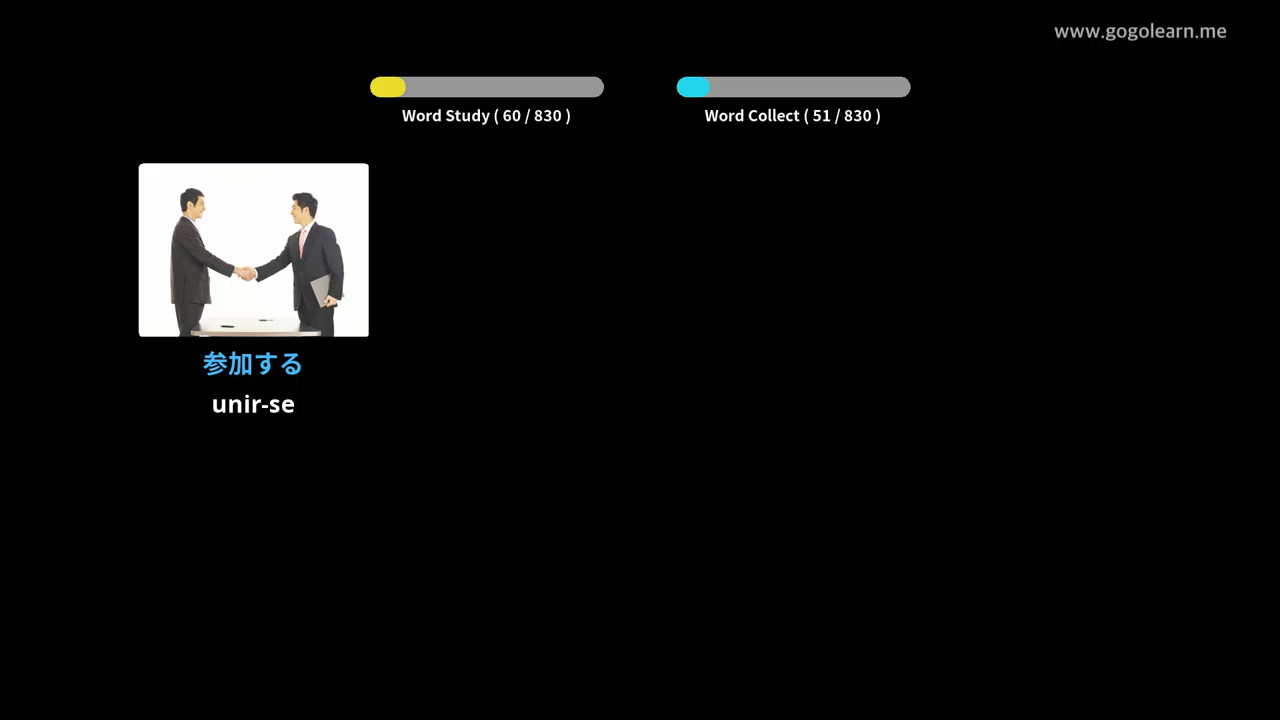 www.gogolearn.me
Word Study ( 60 / 830 )
Word Collect ( 51 / 830 )
参加する
unir-se